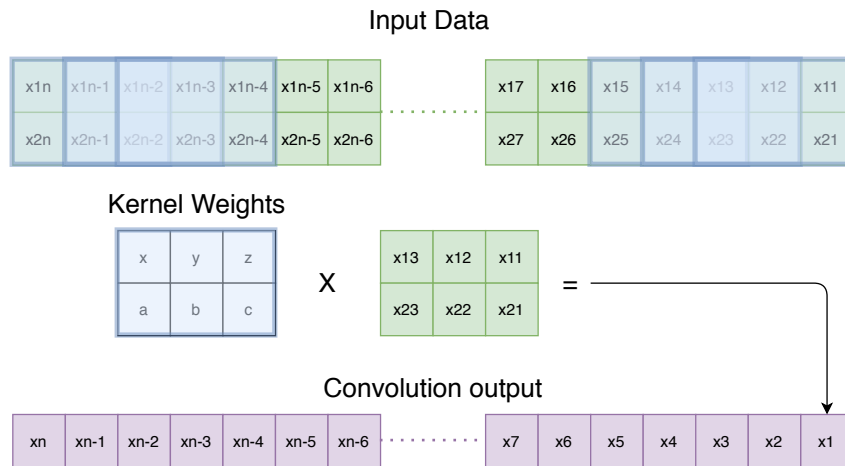 Input Data
x1n x1n-1 x1n-2 x1n-3 x1n-4 x1n-5 x1n-6 x17 x16 x15 x14 x13 x12 x11
x2n x2n-1 x2n-2 x2n-3 x2n-4 x2n-5 x2n-6 x27 x26 x25 x24 x23 x22 x21
Kernel Weights
x y z x13 x12 x11
X =
a b c x23 x22 x21
Convolution output
xn xn-1 xn-2 xn-3 xn-4 xn-5 xn-6 x7 x6 x5 x4 x3 x2 x1